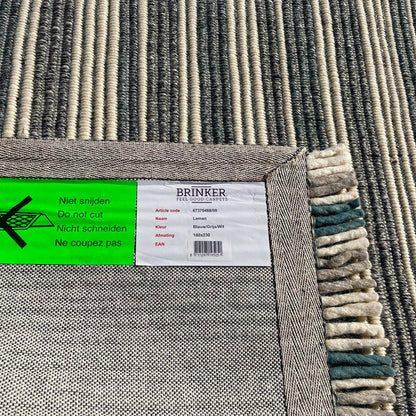 Niet snijden
Do not cut
Nicht schneiden
Ne coupez pas
BRINKER
FEEL GOOD CARPETS
Article code
Naam Leman
Kleur Blauw/Grijs/Wit
Afmeting 160x230
EAN